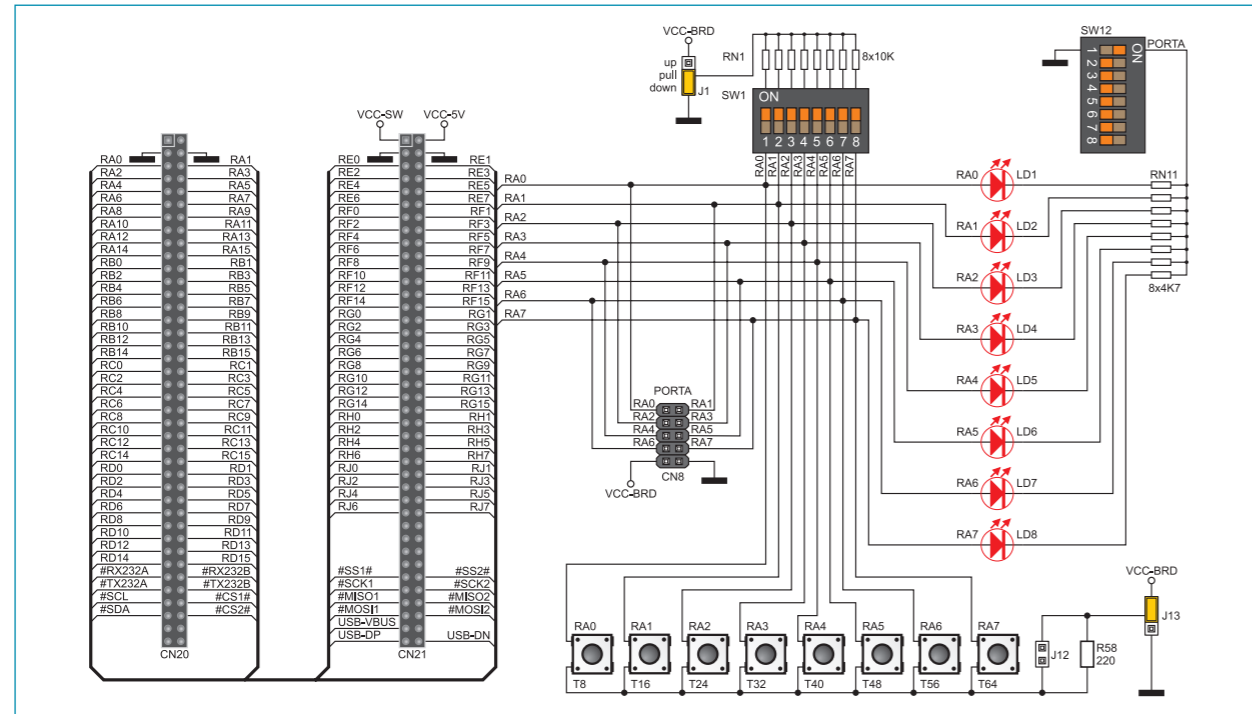 VCC-BRD
up
pull
down
J1
RN1
8x10K
SW1
ON
1 2 3 4 5 6 7 8
RA0 RA1 RA2 RA3 RA4 RA5 RA6 RA7
SW12
ON
PORTA
1
2
3
4
5
6
7
8
VCC-SW VCC-5V
RA0 RA1
RA2 RA3
RA4 RA5
RA6 RA7
RA8 RA9
RA10 RA11
RA12 RA13
RA14 RA15
RB0 RB1
RB2 RB3
RB4 RB5
RB6 RB7
RB8 RB9
RB10 RB11
RB12 RB13
RB14 RB15
RC0 RC1
RC2 RC3
RC4 RC5
RC6 RC7
RC8 RC9
RC10 RC11
RC12 RC13
RC14 RC15
RD0 RD1
RD2 RD3
RD4 RD5
RD6 RD7
RD8 RD9
RD10 RD11
RD12 RD13
RD14 RD15
#RX232A #RX232B
#TX232A #TX232B
#SCL #CS1#
#SDA #CS2#
CN20
RE0 RE1
RE2 RE3
RE4 RE5
RE6 RE7
RF0 RF1
RF2 RF3
RF4 RF5
RF6 RF7
RF8 RF9
RF10 RF11
RF12 RF13
RF14 RF15
RG0 RG1
RG2 RG3
RG4 RG5
RG6 RG7
RG8 RG9
RG10 RG11
RG12 RG13
RG14 RG15
RH0 RH1
RH2 RH3
RH4 RH5
RH6 RH7
RJ0 RJ1
RJ2 RJ3
RJ4 RJ5
RJ6 RJ7
#SS1# #SS2#
#SCK1 #SCK2
#MISO1 #MISO2
#MOSI1 #MOSI2
USB-VBUS
USB-DP USB-DN
CN21
RA0
RA1
RA2
RA3
RA4
RA5
RA6
RA7
PORTA
RA0 RA1
RA2 RA3
RA4 RA5
RA6 RA7
CN8
VCC-BRD
RA0 LD1
RA1 LD2
RA2 LD3
RA3 LD4
RA4 LD5
RA5 LD6
RA6 LD7
RA7 LD8
RN11
8x4K7
RA0 RA1 RA2 RA3 RA4 RA5 RA6 RA7
T8 T16 T24 T32 T40 T48 T56 T64
J12
R58
220
VCC-BRD
J13